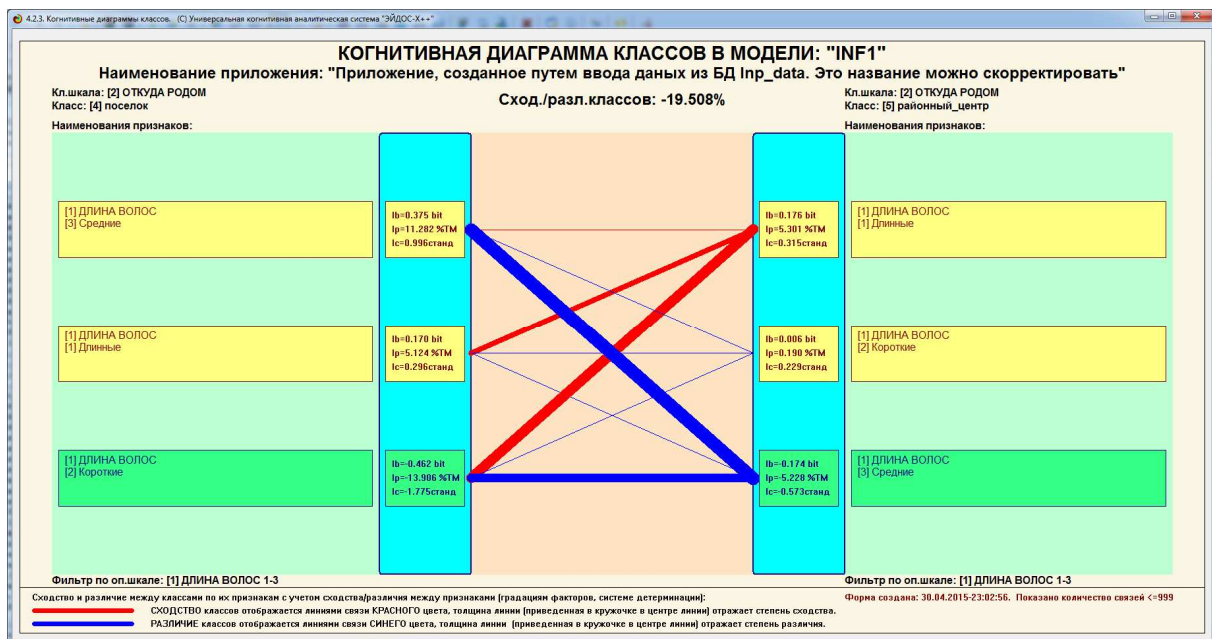 4.2.3. Когнитивные диаграммы классов. (С) Универсальная когнитивная аналитическая система "ЭЙДОС-Х++"
КОГНИТИВНАЯ ДИАГРАММА КЛАССОВ В МОДЕЛИ: "INF1"
Наименование приложения: "Приложение, созданное путем ввода даных из БД Inp_data. Это название можно скорректировать"
Кл.шкала: [2] ОТКУДА РОДОМ
Класс: [4] поселок
Сход./разл.классов: -19.508%
Кл.шкала: [2] ОТКУДА РОДОМ
Класс: [5] районный_центр
Наименования признаков:
Наименования признаков:
[1] ДЛИНА ВОЛОС
[3] Средние
Ib=0.375 bit
Ip=11.282 %ТМ
Ic=0.996станд
Ib=0.176 bit
Ip=5.301 %ТМ
Ic=0.315станд
[1] ДЛИНА ВОЛОС
[1] Длинные
[1] ДЛИНА ВОЛОС
[1] Длинные
Ib=0.170 bit
Ip=5.124 %ТМ
Ic=0.296станд
Ib=0.006 bit
Ip=0.190 %ТМ
Ic=0.229станд
[1] ДЛИНА ВОЛОС
[2] Короткие
[1] ДЛИНА ВОЛОС
[2] Короткие
Ib=-0.462 bit
Ip=-13.906 %ТМ
Ic=-1.775станд
Ib=-0.174 bit
Ip=-5.228 %ТМ
Ic=-0.573станд
[1] ДЛИНА ВОЛОС
[3] Средние
Фильтр по оп.шкале: [1] ДЛИНА ВОЛОС 1-3
Фильтр по оп.шкале: [1] ДЛИНА ВОЛОС 1-3
Сходство и различие между классами по их признакам с учетом сходства/различия между признаками (градациям факторов, системе детерминации):
Форма создана: 30.04.2015-23:02:56. Показано количество связей <=999
СХОДСТВО классов отображается линиями связи КРАСНОГО цвета, толщина линии (приведенная в кружочке в центре линии) отражает степень сходства.
РАЗЛИЧИЕ классов отображается линиями связи СИНЕГО цвета, толщина линии (приведенная в кружочке в центре линии) отражает степень различия.